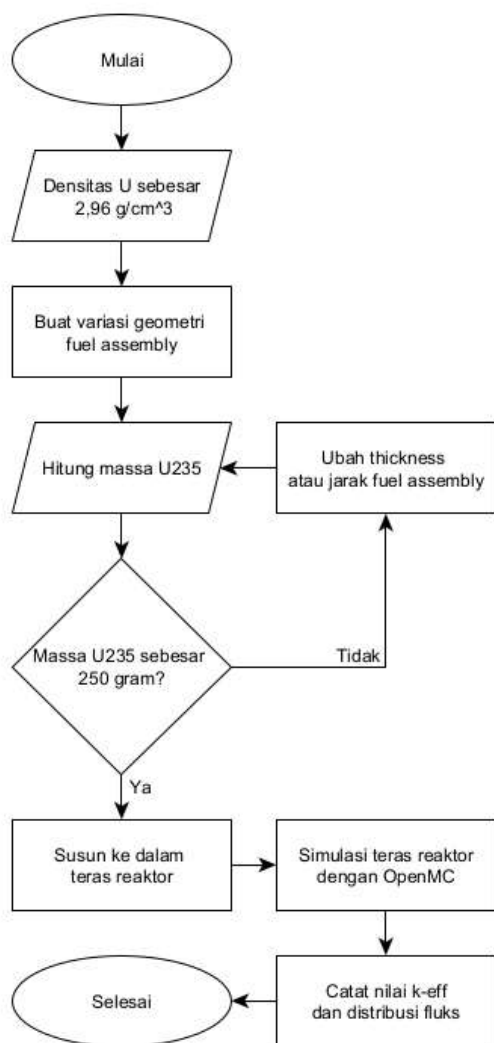 Mulai
Densitas U sebesar
2,96 g/cm^3
Buat variasi geometri
fuel assembly
Hitung massa U235
Ubah thickness
atau jarak fuel assembly
Massa U235 sebesar
250 gram?
Tidak
Ya
Susun ke dalam
teras reaktor
Simulasi teras reaktor
dengan OpenMC
Catat nilai k-eff
dan distribusi fluks
Selesai